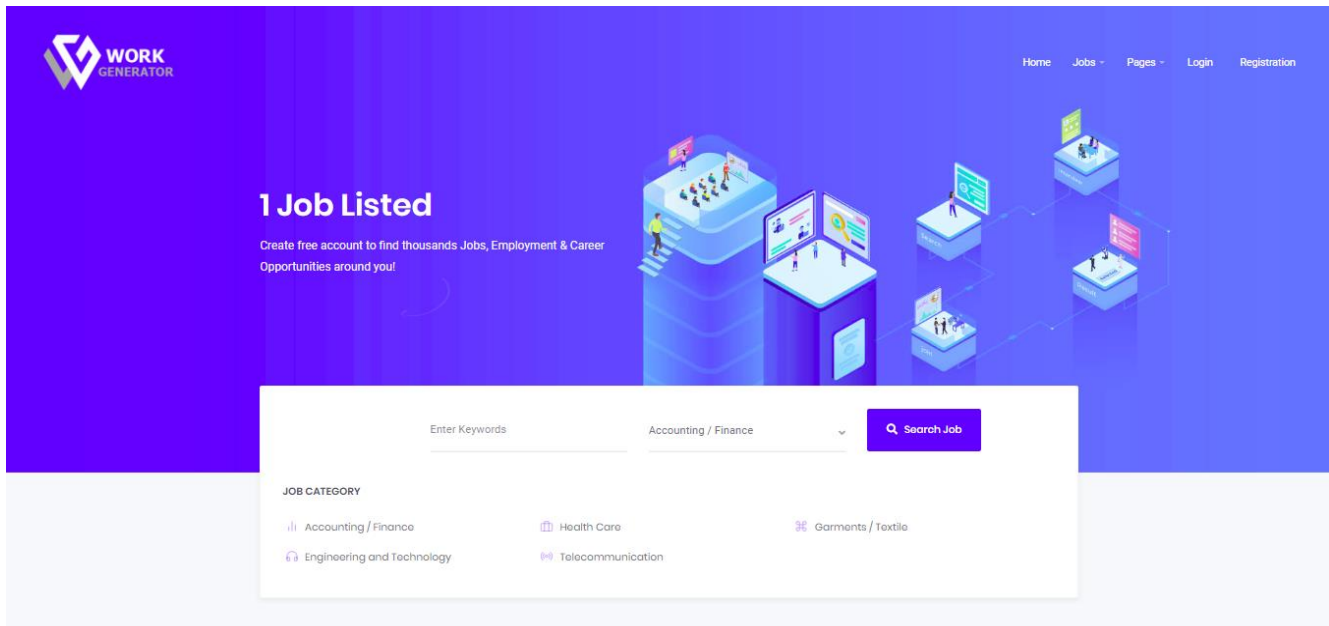 WORK
GENERATOR
Home Jobs Pages Login Registration
1 Job Listed
Create free account to find thousands Jobs, Employment & Career
Opportunities around you!
Search
Join
Enter Keywords Accounting / Finance Search Job
JOB CATEGORY
Accounting / Finance Health Care Garments / Textile
Engineering and Technology Telecommunication